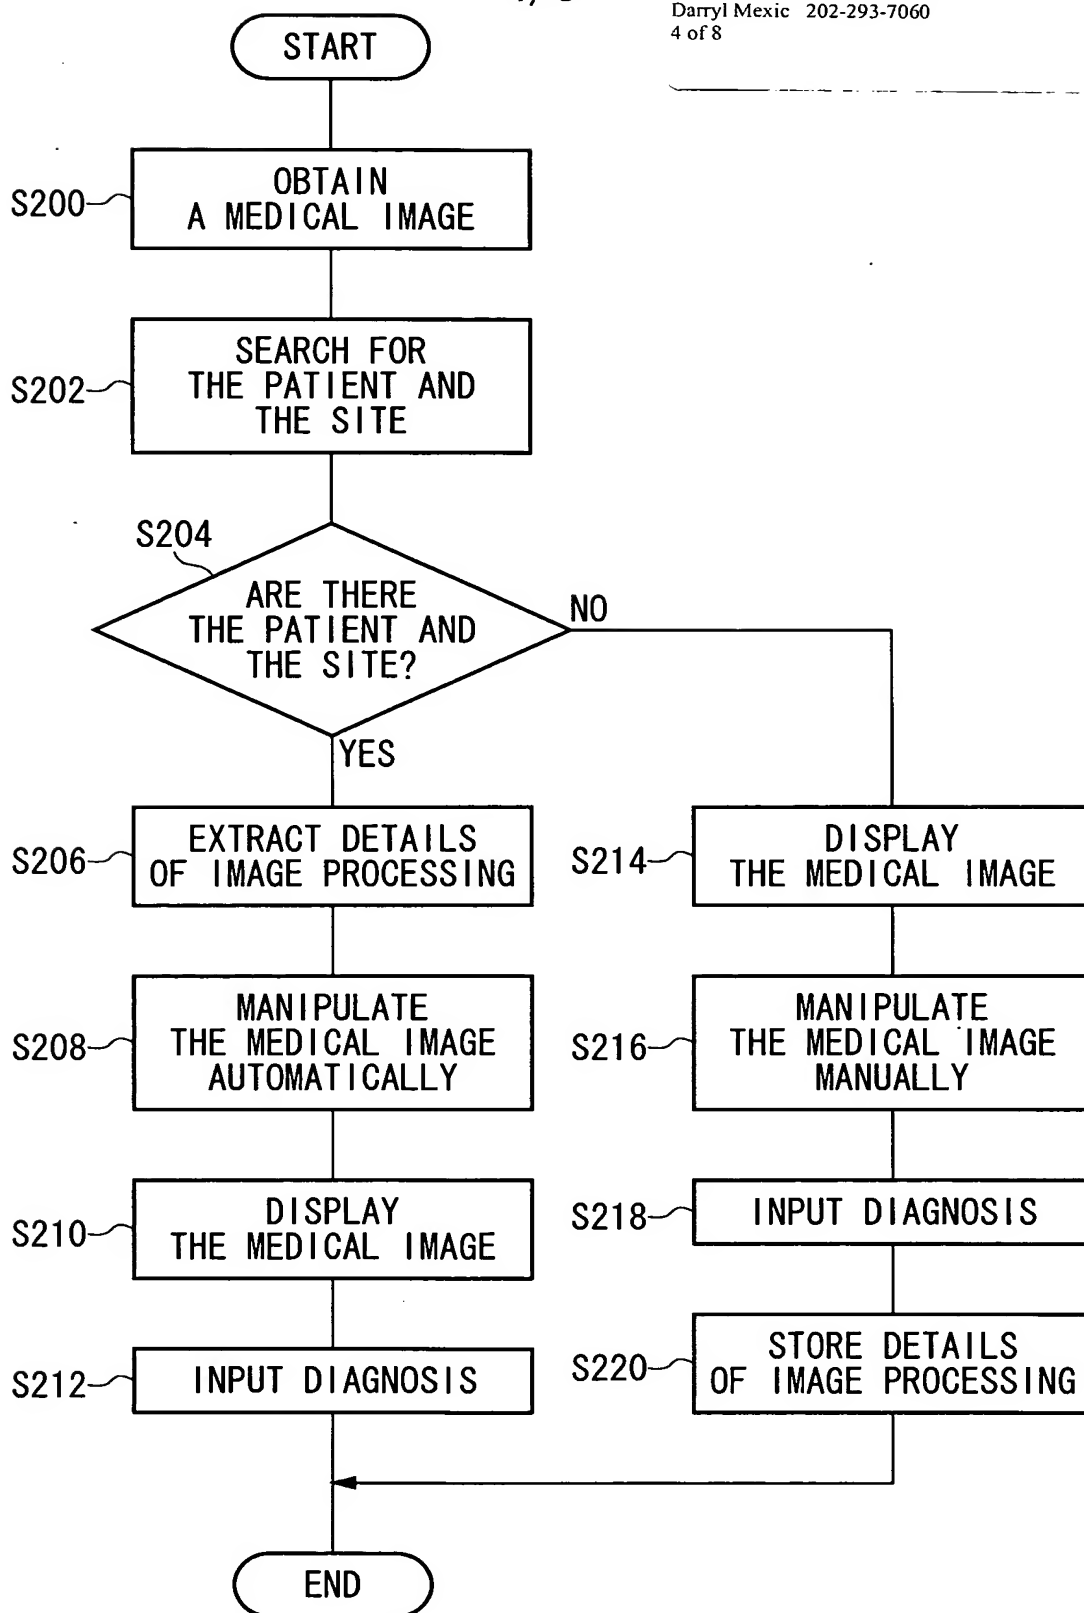 Darryl Mexic 202-293-7060
4 of 8
START
S200
OBTAIN
A MEDICAL IMAGE
S202
SEARCH FOR
THE PATIENT AND
THE SITE
S204
ARE THERE
THE PATIENT AND
THE SITE?
NO
YES
S206
EXTRACT DETAILS
OF IMAGE PROCESSING
S214
DISPLAY
THE MEDICAL IMAGE
S208
MANIPULATE
THE MEDICAL IMAGE
AUTOMATICALLY
S216
MANIPULATE
THE MEDICAL IMAGE
MANUALLY
S210
DISPLAY
THE MEDICAL IMAGE
S218
INPUT DIAGNOSIS
S212
INPUT DIAGNOSIS
S220
STORE DETAILS
OF IMAGE PROCESSING
END